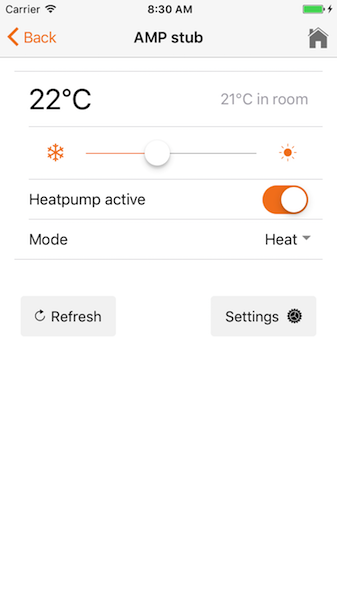 Carrier 8:30 AM
Back AMP stub
22°C 21°C in room
Heatpump active
Mode Heat
Refresh Settings